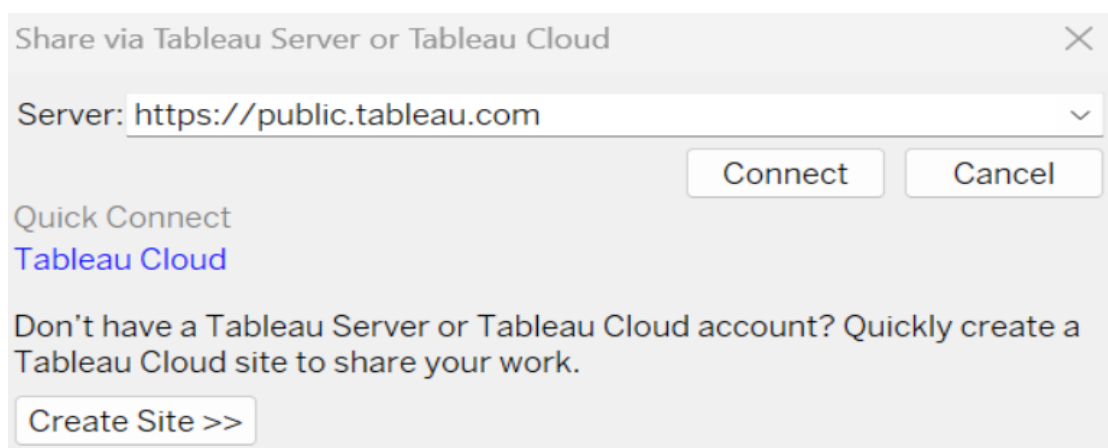 Share via Tableau Server or Tableau Cloud
Server: https://public.tableau.com
Connect Cancel
Quick Connect
Tableau Cloud
Don't have a Tableau Server or Tableau Cloud account? Quickly create a
Tableau Cloud site to share your work.
Create Site >>